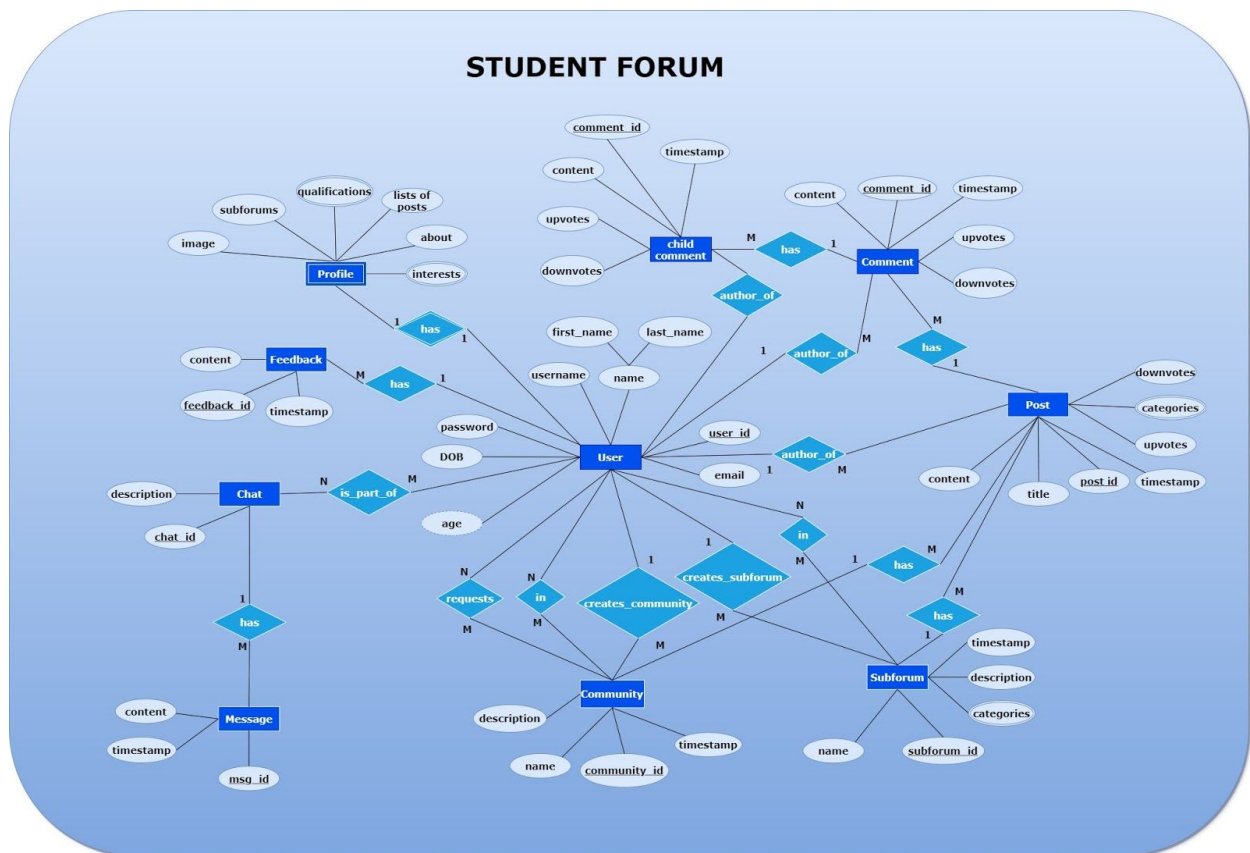 STUDENT FORUM
comment_id
timestamp
content
upvotes
downvotes
child
comment
M
has
1
content
comment_id
timestamp
upvotes
downvotes
Comment
qualifications
lists of
posts
subforums
image
about
interests
Profile
1
has
1
author_of
first_name
last_name
name
username
1
author_of
M
M
has
1
content
Feedback
feedback_id
timestamp
M
has
1
downvotes
categories
upvotes
timestamp
post_id
title
content
Post
password
DOB
age
User
user_id
email
1
author_of
M
description
Chat
chat_id
N
is_part_of
M
N
requests
M
N
in
M
1
creates_community
M
1
creates_subforum
M
N
in
M
1
has
M
M
has
1
1
has
M
content
timestamp
Message
msg_id
Community
description
name
community_id
timestamp
Subforum
timestamp
description
categories
name
subforum_id